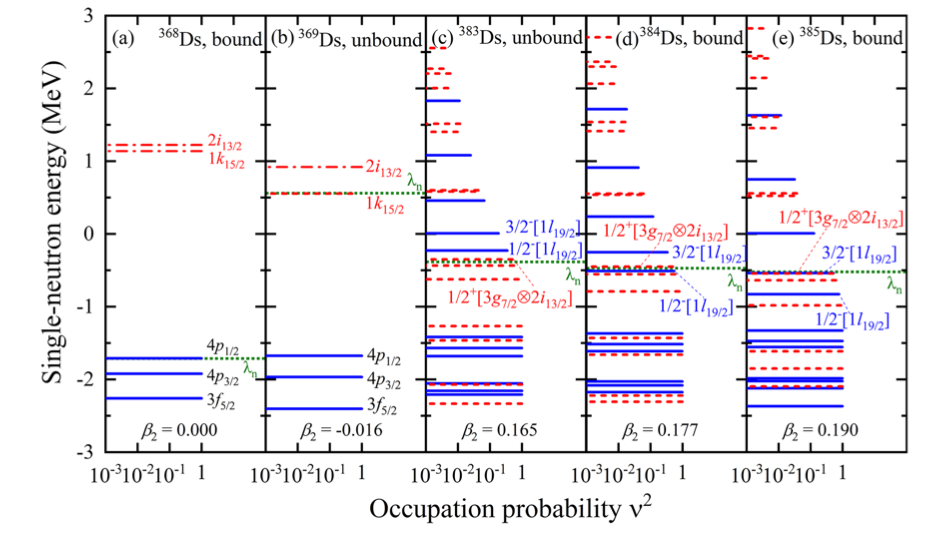 (a) ³⁶⁸Ds, bound
(b) ³⁶⁹Ds, unbound
(c) ³⁸³Ds, unbound
(d) ³⁸⁴Ds, bound
(e) ³⁸⁵Ds, bound
Single-neutron energy (MeV)
3
2
1
0
-1
-2
-3
2i₁₃/₂
1k₁₅/₂
4p₁/₂
λₙ
4p₃/₂
3f₅/₂
β₂ = 0.000
2i₁₃/₂
λₙ
1k₁₅/₂
4p₁/₂
4p₃/₂
3f₅/₂
β₂ = -0.016
3/2⁻[1l₁₉/₂]
1/2⁻[1l₁₉/₂]
λₙ
1/2⁺[3g₇/₂⊗2i₁₃/₂]
β₂ = 0.165
1/2⁺[3g₇/₂⊗2i₁₃/₂]
3/2⁻[1l₁₉/₂]
λₙ
1/2⁻[1l₁₉/₂]
β₂ = 0.177
1/2⁺[3g₇/₂⊗2i₁₃/₂]
3/2⁻[1l₁₉/₂]
λₙ
1/2⁻[1l₁₉/₂]
β₂ = 0.190
10⁻³10⁻²10⁻¹ 1 10⁻³10⁻²10⁻¹ 1 10⁻³10⁻²10⁻¹ 1 10⁻³10⁻²10⁻¹ 1 10⁻³10⁻²10⁻¹ 1
Occupation probability ν²